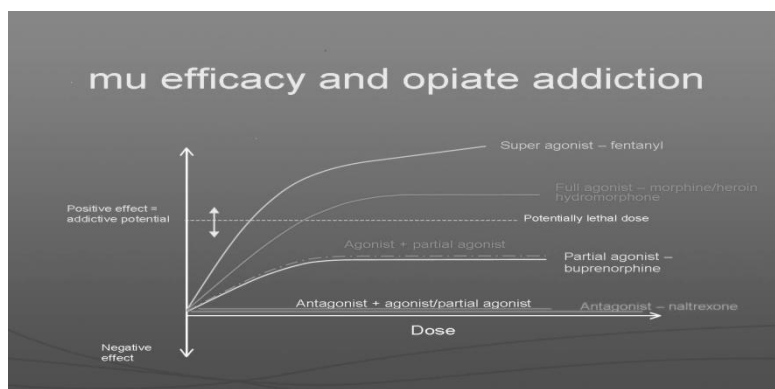 mu efficacy and opiate addiction
Super agonist – fentanyl
Full agonist – morphine/heroin
hydromorphone
Positive effect =
addictive potential
Potentially lethal dose
Agonist + partial agonist
Partial agonist –
buprenorphine
Antagonist + agonist/partial agonist
Antagonist – naltrexone
Dose
Negative
effect